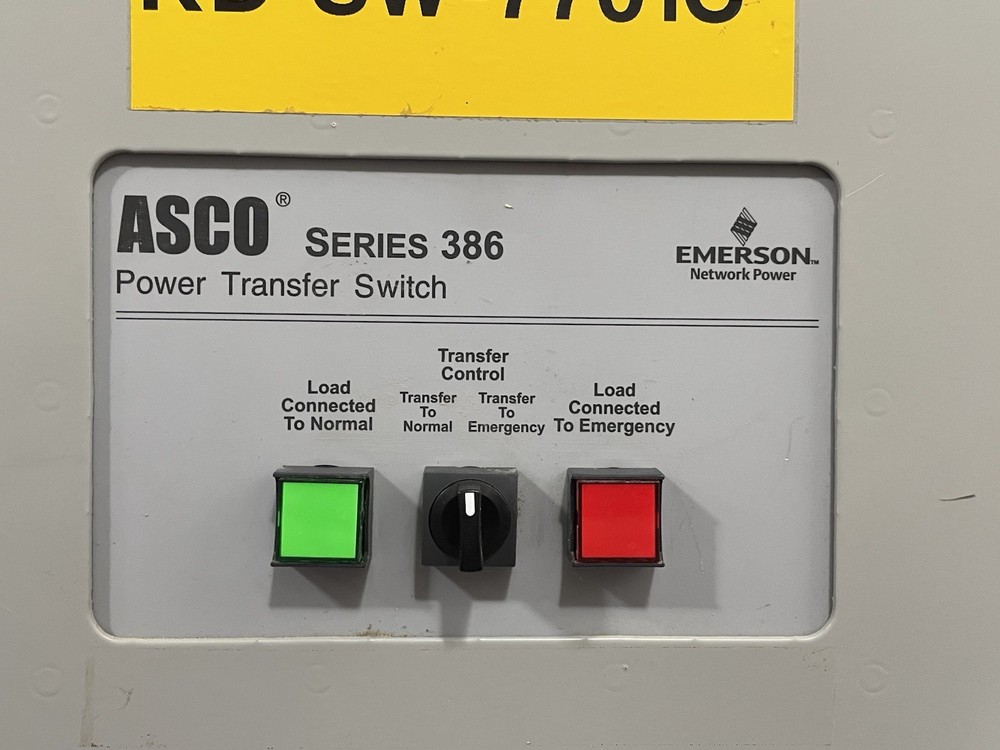 ASCO®
SERIES 386
Power Transfer Switch
EMERSON™
Network Power
Transfer
Control
Load
Connected
To Normal
Transfer
To
Normal
Transfer
To
Emergency
Load
Connected
To Emergency